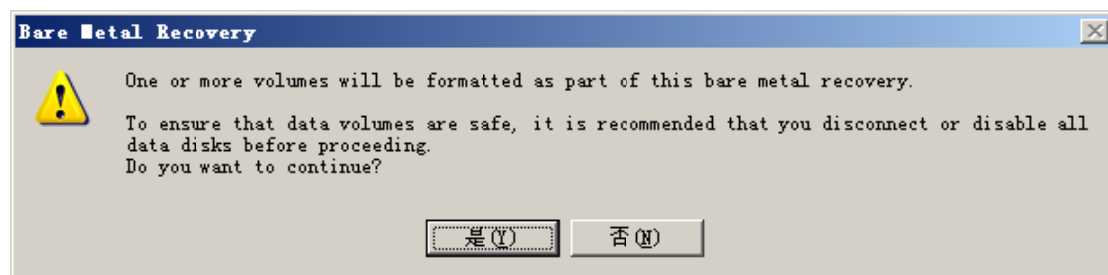 Bare Metal Recovery
One or more volumes will be formatted as part of this bare metal recovery.
To ensure that data volumes are safe, it is recommended that you disconnect or disable all
data disks before proceeding.
Do you want to continue?
是(Y) 否(N)